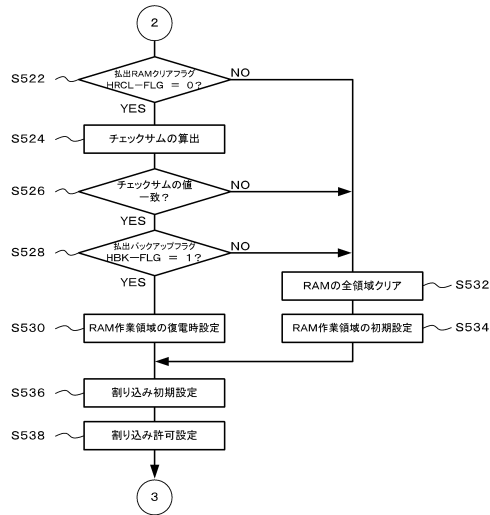 2
S522
払出RAMクリアフラグ
HRCL－FLG ＝ 0？
NO
YES
S524
チェックサムの算出
S526
チェックサムの値
一致？
NO
YES
S528
払出バックアップフラグ
HBK－FLG ＝ 1？
NO
YES
RAMの全領域クリア
S532
S530
RAM作業領域の復電時設定
RAM作業領域の初期設定
S534
S536
割り込み初期設定
S538
割り込み許可設定
3